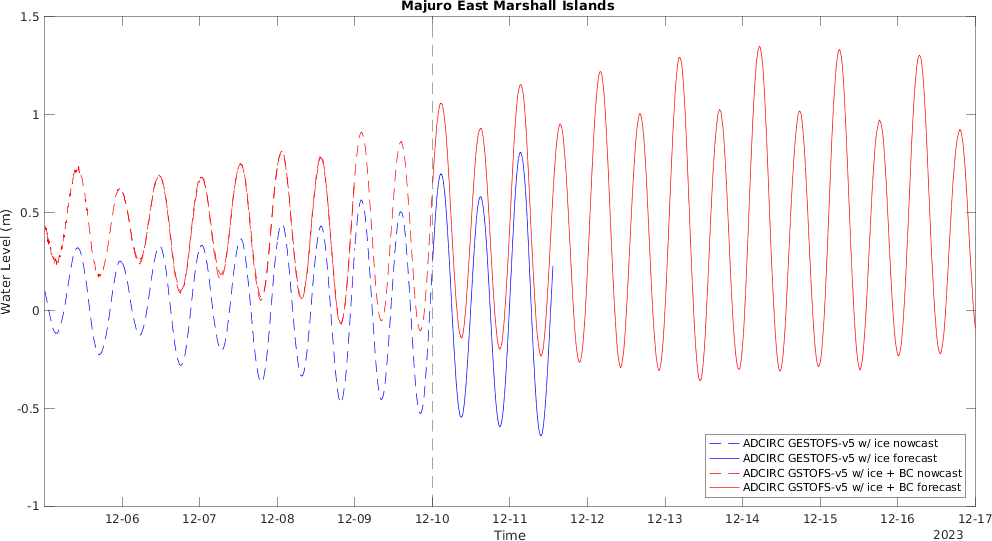 Majuro East Marshall Islands
1.5
1
0.5
0
-0.5
-1
Water Level (m)
ADCIRC GESTOFS-v5 w/ ice nowcast
ADCIRC GESTOFS-v5 w/ ice forecast
ADCIRC GSTOFS-v5 w/ ice + BC nowcast
ADCIRC GSTOFS-v5 w/ ice + BC forecast
12-06 12-07 12-08 12-09 12-10 12-11 12-12 12-13 12-14 12-15 12-16 12-17
Time
2023